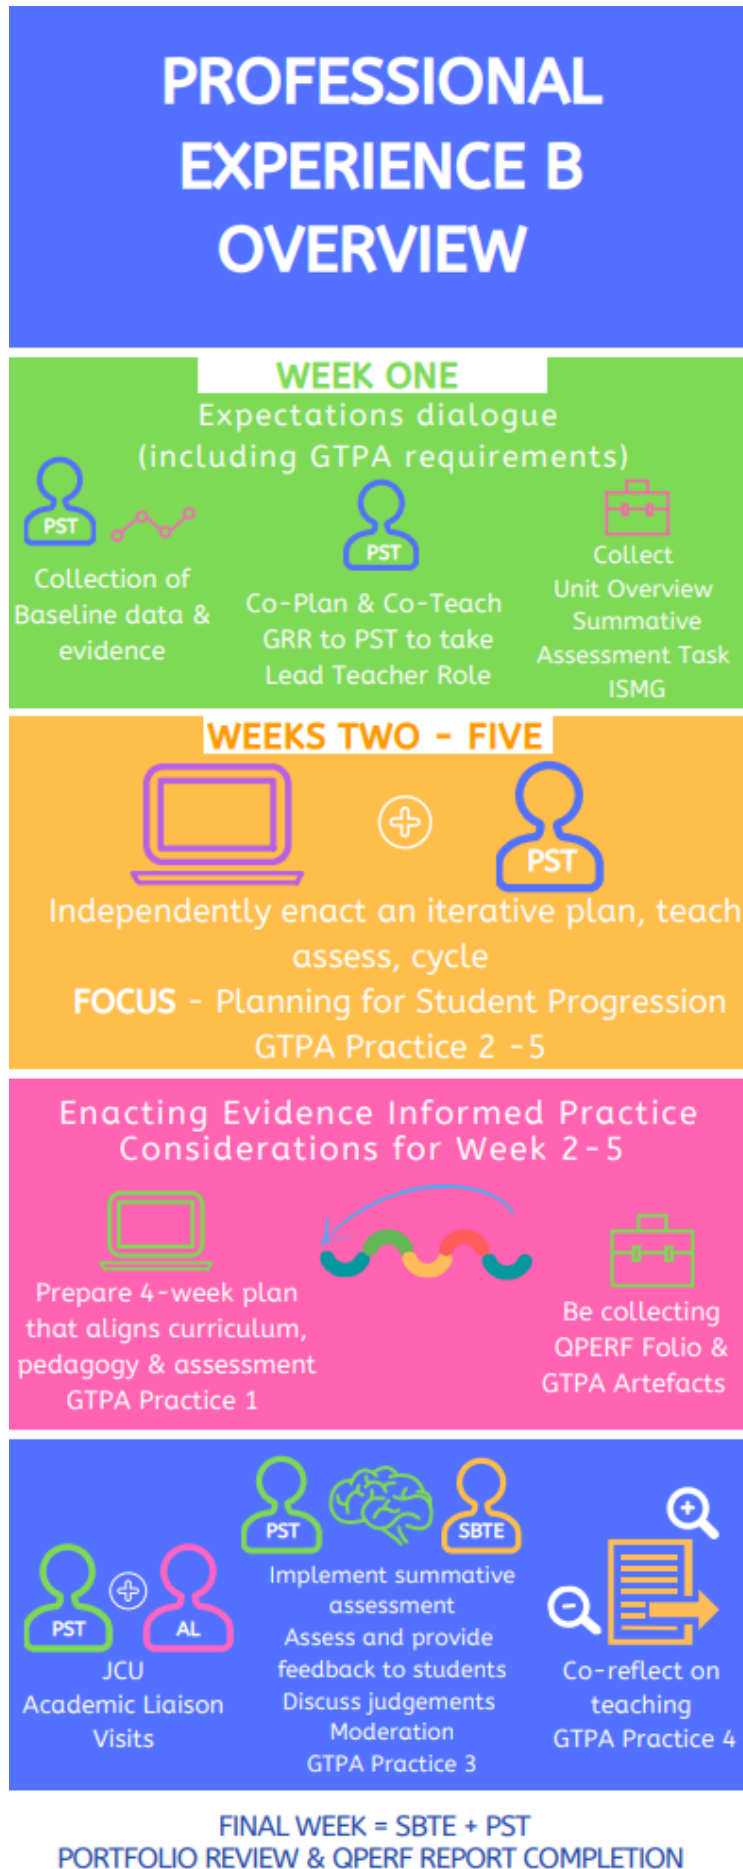 PROFESSIONAL
EXPERIENCE B
OVERVIEW
WEEK ONE
Expectations dialogue
(including GTPA requirements)
PST
Collection of
Baseline data &
evidence
PST
Co-Plan & Co-Teach
GRR to PST to take
Lead Teacher Role
Collect
Unit Overview
Summative
Assessment Task
ISMG
WEEKS TWO - FIVE
PST
Independently enact an iterative plan, teach
assess, cycle
FOCUS - Planning for Student Progression
GTPA Practice 2 -5
Enacting Evidence Informed Practice
Considerations for Week 2-5
Prepare 4-week plan
that aligns curriculum,
pedagogy & assessment
GTPA Practice 1
Be collecting
QPERF Folio &
GTPA Artefacts
PST
AL
JCU
Academic Liaison
Visits
PST
SBTE
Implement summative
assessment
Assess and provide
feedback to students
Discuss judgements
Moderation
GTPA Practice 3
Co-reflect on
teaching
GTPA Practice 4
FINAL WEEK = SBTE + PST
PORTFOLIO REVIEW & QPERF REPORT COMPLETION